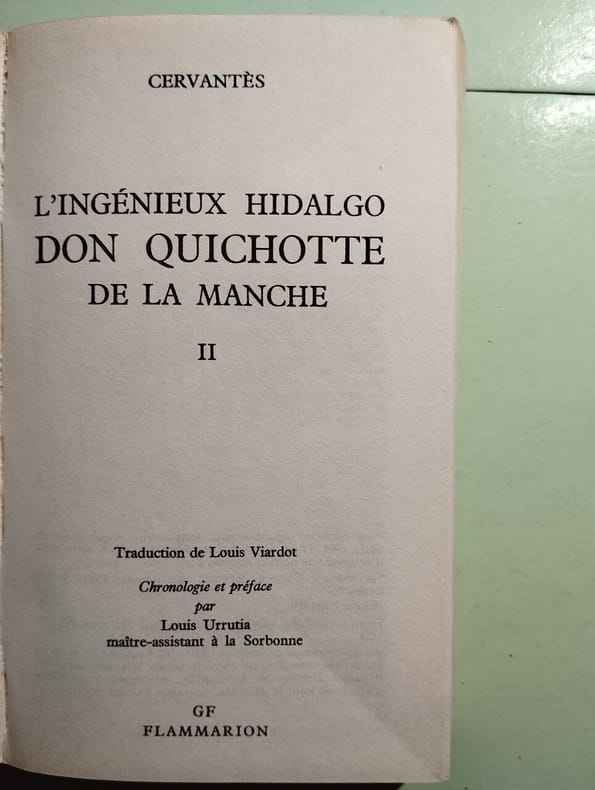 CERVANTÈS
L'INGÉNIEUX HIDALGO
DON QUICHOTTE
DE LA MANCHE
II
Traduction de Louis Viardot
Chronologie et préface
par
Louis Urrutia
maître-assistant à la Sorbonne
GF
FLAMMARION